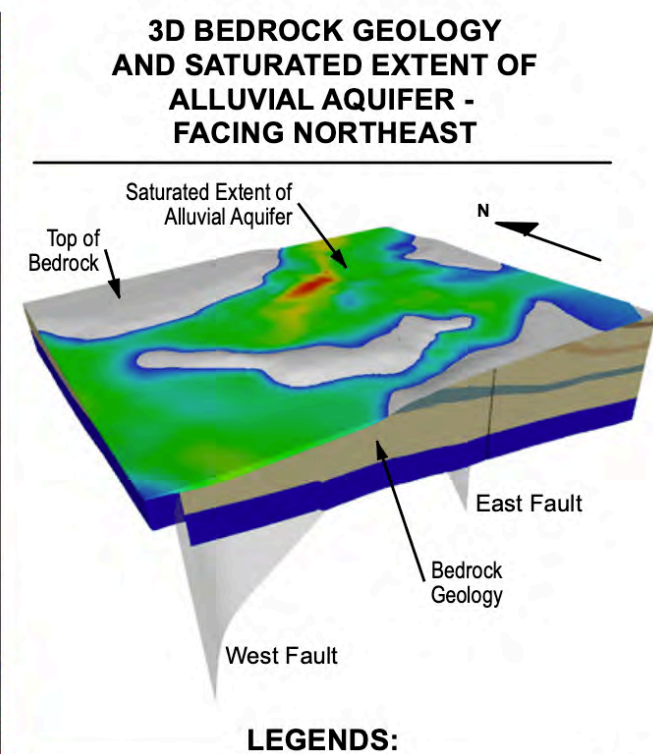 3D BEDROCK GEOLOGY
AND SATURATED EXTENT OF
ALLUVIAL AQUIFER -
FACING NORTHEAST
Saturated Extent of
Alluvial Aquifer
N
Top of
Bedrock
East Fault
Bedrock
Geology
West Fault
LEGENDS: